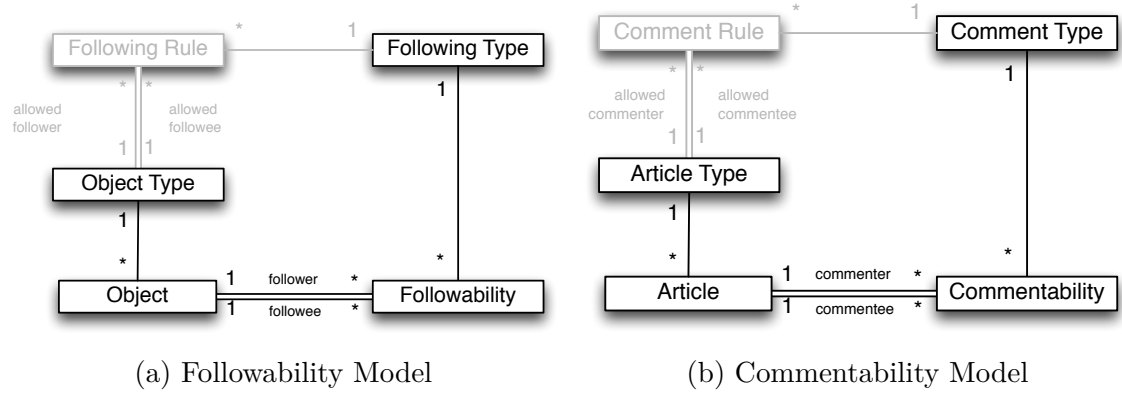 *
1
Following Rule
Following Type
*
*
1
allowed
follower
allowed
followee
1
1
Object Type
1
*
*
1
follower
*
Object
Followability
1
followee
*
(a) Followability Model
*
1
Comment Rule
Comment Type
*
*
1
allowed
commenter
allowed
commentee
1
1
Article Type
1
*
*
1
commenter
*
Article
Commentability
1
commentee
*
(b) Commentability Model